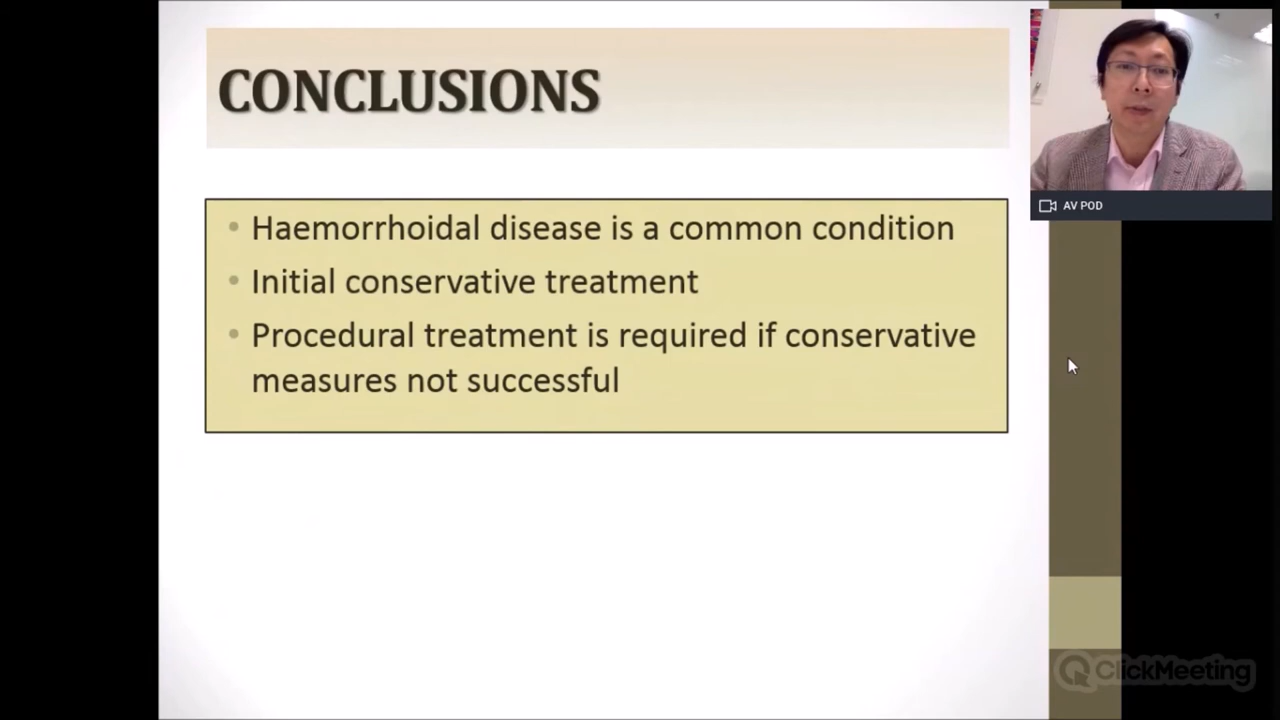 CONCLUSIONS
• Haemorrhoidal disease is a common condition
• Initial conservative treatment
• Procedural treatment is required if conservative
measures not successful
AV POD
ClickMeeting